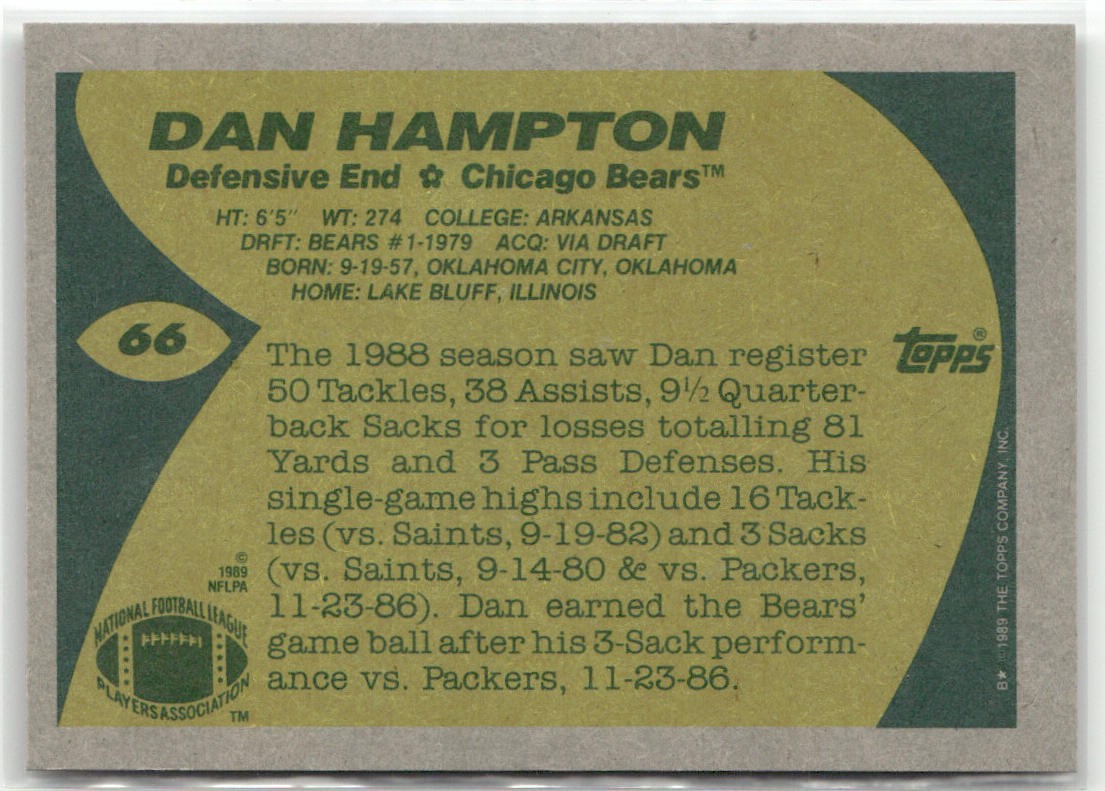 DAN HAMPTON
Defensive End ✿ Chicago Bears™
HT: 6'5" WT: 274 COLLEGE: ARKANSAS
DRFT: BEARS #1-1979 ACQ: VIA DRAFT
BORN: 9-19-57, OKLAHOMA CITY, OKLAHOMA
HOME: LAKE BLUFF, ILLINOIS
66
topps®
The 1988 season saw Dan register
50 Tackles, 38 Assists, 9½ Quarter-
back Sacks for losses totalling 81
Yards and 3 Pass Defenses. His
single-game highs include 16 Tack-
les (vs. Saints, 9-19-82) and 3 Sacks
(vs. Saints, 9-14-80 & vs. Packers,
11-23-86). Dan earned the Bears'
game ball after his 3-Sack perform-
ance vs. Packers, 11-23-86.
©
1989
NFLPA
NATIONAL FOOTBALL LEAGUE
PLAYERS ASSOCIATION
TM
B* ©1989 THE TOPPS COMPANY, INC.